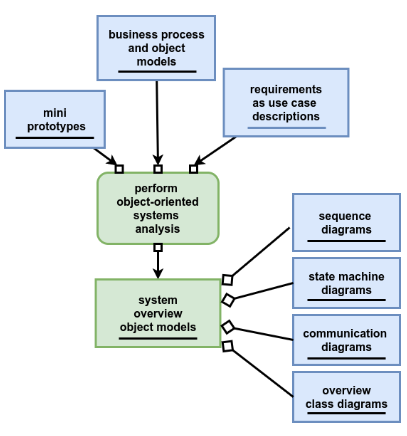 business process
and object
models
requirements
as use case
descriptions
mini
prototypes
perform
object-oriented
systems
analysis
sequence
diagrams
state machine
diagrams
system
overview
object models
communication
diagrams
overview
class diagrams